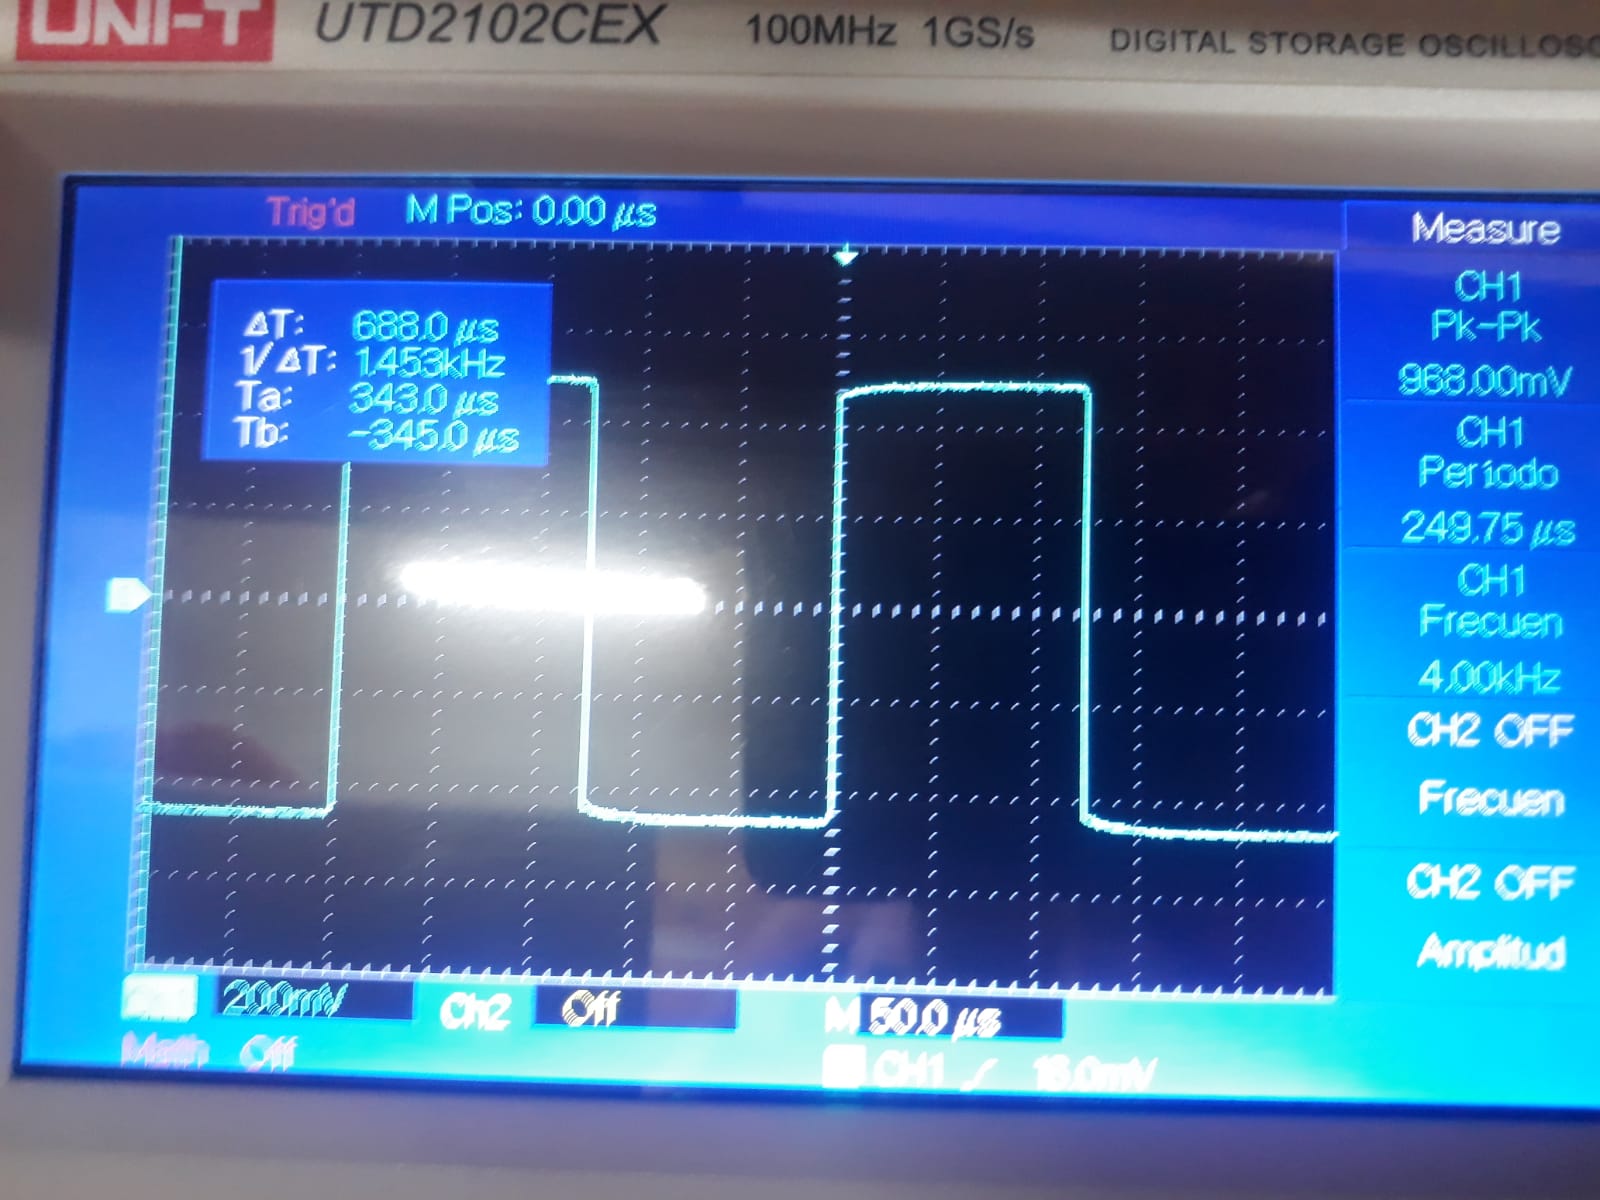 UNI-T UTD2102CEX 100MHz 1GS/s DIGITAL STORAGE OSCILLOSC
Trig'd M Pos: 0.00 µs
Measure
ΔT: 688.0 µs
1/ΔT: 1.453kHz
Ta: 343.0 µs
Tb: -345.0 µs
CH1
Pk-Pk
968.00mV
CH1
Período
249.75 µs
CH1
Frecuen
4.00kHz
CH2 OFF
Frecuen
CH2 OFF
Amplitud
200mV Ch2 Off M 50.0 µs
Math Off CH1 16.0mV